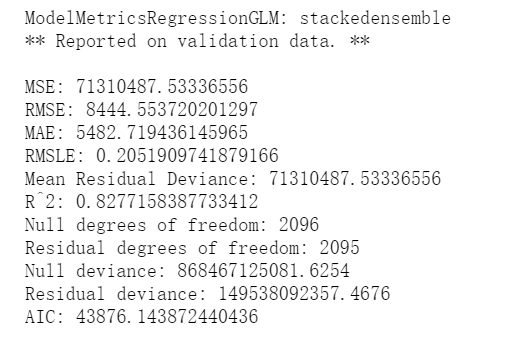 ModelMetricsRegressionGLM: stackedensemble
** Reported on validation data. **
MSE: 71310487.53336556
RMSE: 8444.553720201297
MAE: 5482.719436145965
RMSLE: 0.2051909741879166
Mean Residual Deviance: 71310487.53336556
R^2: 0.8277158387733412
Null degrees of freedom: 2096
Residual degrees of freedom: 2095
Null deviance: 868467125081.6254
Residual deviance: 149538092357.4676
AIC: 43876.143872440436